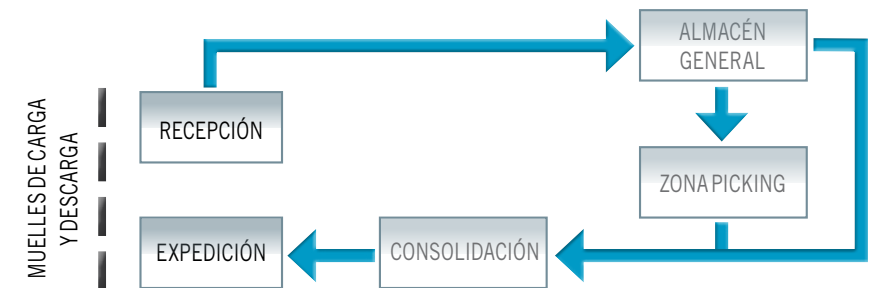 MUELLES DE CARGA
Y DESCARGA
RECEPCIÓN
ALMACÉN
GENERAL
ZONA PICKING
EXPEDICIÓN
CONSOLIDACIÓN